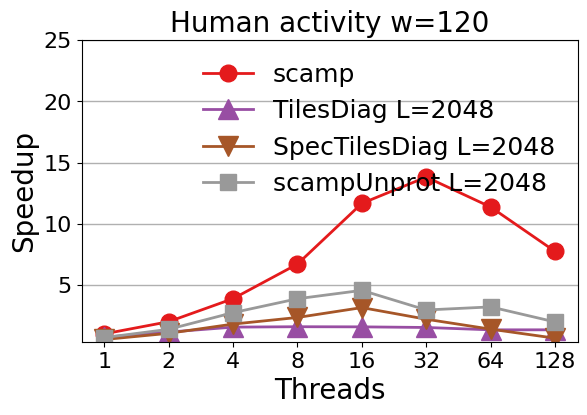 Human activity w=120
25
20
15
10
5
Speedup
scamp
TilesDiag L=2048
SpecTilesDiag L=2048
scampUnprot L=2048
1 2 4 8 16 32 64 128
Threads